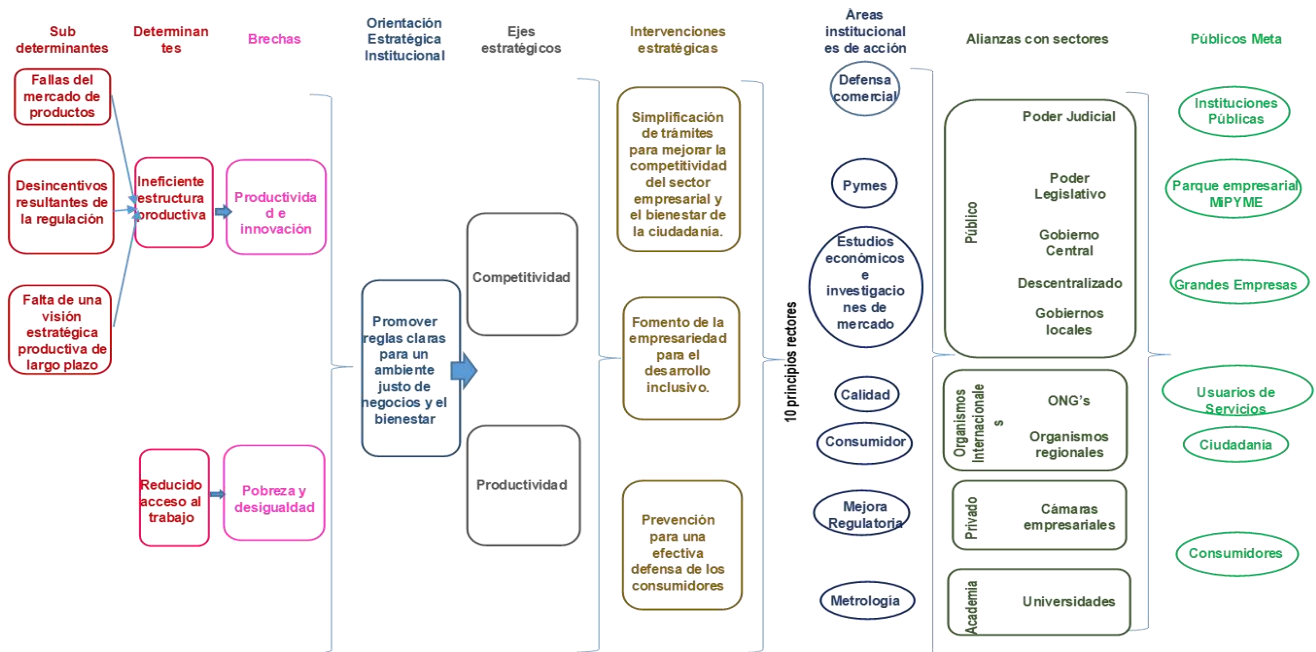 Sub
determinantes
Determinan
tes
Brechas
Orientación
Estratégica
Institucional
Ejes
estratégicos
Intervenciones
estratégicas
Áreas
institucional
es de acción
Alianzas con sectores
Públicos Meta
Fallas del
mercado de
productos
Desincentivos
resultantes de
la regulación
Falta de una
visión
estratégica
productiva de
largo plazo
Ineficiente
estructura
productiva
Reducido
acceso al
trabajo
Productivida
d e
innovación
Pobreza y
desigualdad
Promover
reglas claras
para un
ambiente
justo de
negocios y el
bienestar
Competitividad
Productividad
Simplificación
de trámites
para mejorar la
competitividad
del sector
empresarial y
el bienestar de
la ciudadanía.
Fomento de la
empresariedad
para el
desarrollo
inclusivo.
Prevención
para una
efectiva
defensa de los
consumidores
10 principios rectores
Defensa
comercial
Pymes
Estudios
económicos
e
investigacio
nes de
mercado
Calidad
Consumidor
Mejora
Regulatoria
Metrología
Público
Poder Judicial
Poder
Legislativo
Gobierno
Central
Descentralizado
Gobiernos
locales
Organismos
Internacionale
s
ONG’s
Organismos
regionales
Privado
Cámaras
empresariales
Academia
Universidades
Instituciones
Públicas
Parque empresarial
MiPYME
Grandes Empresas
Usuarios de
Servicios
Ciudadanía
Consumidores